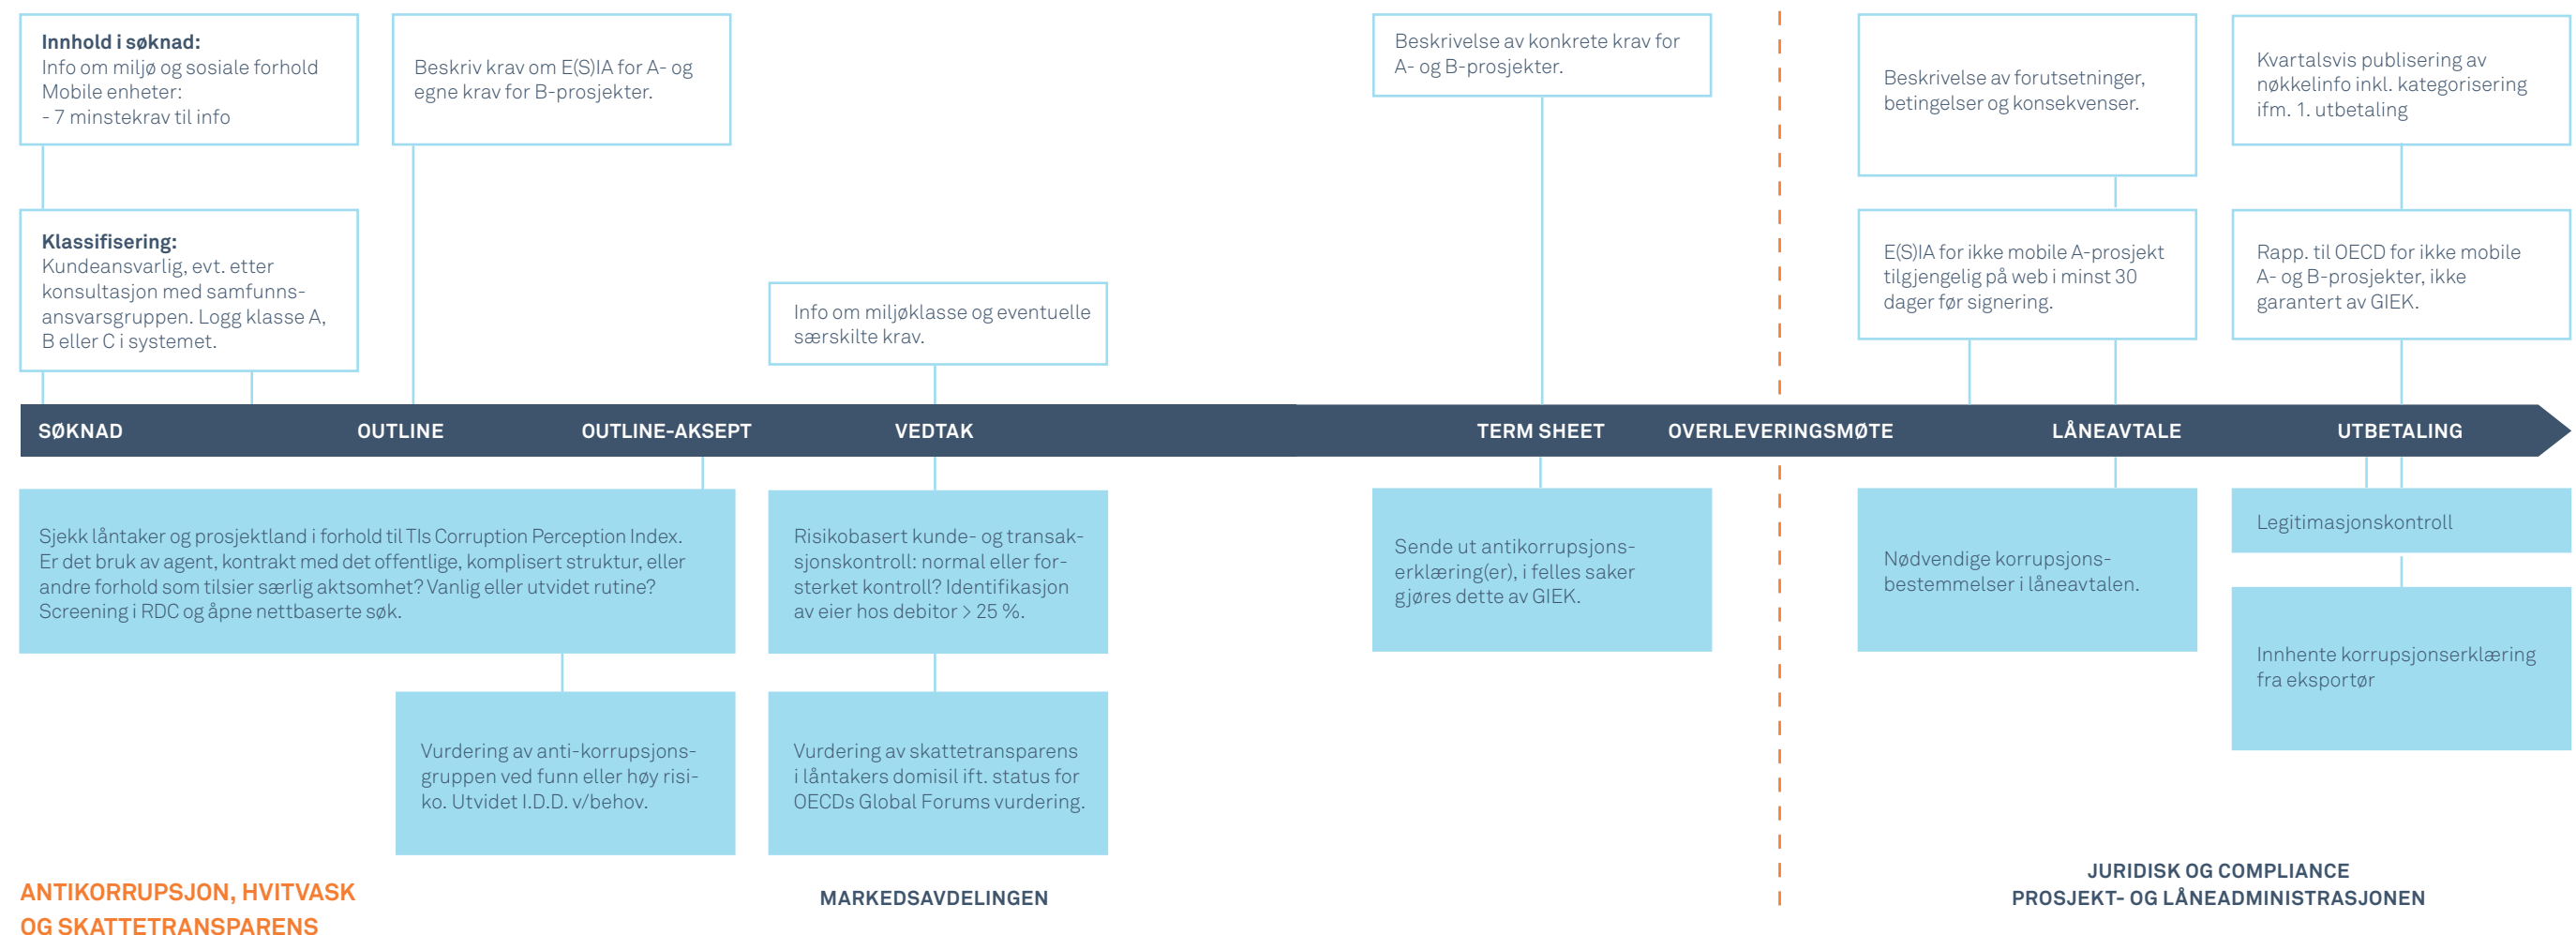 Innhold i søknad:
Info om miljø og sosiale forhold
Mobile enheter:
- 7 minstekrav til info
Beskriv krav om E(S)IA for A- og
egne krav for B-prosjekter.
Beskrivelse av konkrete krav for
A- og B-prosjekter.
Beskrivelse av forutsetninger,
betingelser og konsekvenser.
Kvartalsvis publisering av
nøkkelinfo inkl. kategorisering
ifm. 1. utbetaling
Klassifisering:
Kundeansvarlig, evt. etter
konsultasjon med samfunns-
ansvarsgruppen. Logg klasse A,
B eller C i systemet.
Info om miljøklasse og eventuelle
særskilte krav.
E(S)IA for ikke mobile A-prosjekt
tilgjengelig på web i minst 30
dager før signering.
Rapp. til OECD for ikke mobile
A- og B-prosjekter, ikke
garantert av GIEK.
SØKNAD
OUTLINE
OUTLINE-AKSEPT
VEDTAK
TERM SHEET
OVERLEVERINGSMØTE
LÅNEAVTALE
UTBETALING
Sjekk låntaker og prosjektland i forhold til TIs Corruption Perception Index.
Er det bruk av agent, kontrakt med det offentlige, komplisert struktur, eller
andre forhold som tilsier særlig aktsomhet? Vanlig eller utvidet rutine?
Screening i RDC og åpne nettbaserte søk.
Risikobasert kunde- og transak-
sjonskontroll: normal eller for-
sterket kontroll? Identifikasjon
av eier hos debitor > 25 %.
Sende ut antikorrupsjons-
erklæring(er), i felles saker
gjøres dette av GIEK.
Nødvendige korrupsjons-
bestemmelser i låneavtalen.
Legitimasjonskontroll
Innhente korrupsjonserklæring
fra eksportør
Vurdering av anti-korrupsjons-
gruppen ved funn eller høy risi-
ko. Utvidet I.D.D. v/behov.
Vurdering av skattetransparens
i låntakers domisil ift. status for
OECDs Global Forums vurdering.
ANTIKORRUPSJON, HVITVASK
OG SKATTETRANSPARENS
MARKEDSAVDELINGEN
JURIDISK OG COMPLIANCE
PROSJEKT- OG LÅNEADMINISTRASJONEN